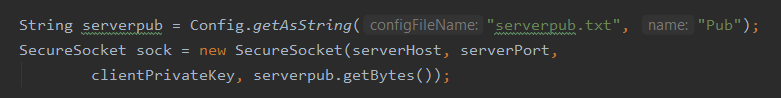 String serverpub = Config.getAsString( configFileName: "serverpub.txt", name: "Pub");
SecureSocket sock = new SecureSocket(serverHost, serverPort,
clientPrivateKey, serverpub.getBytes());